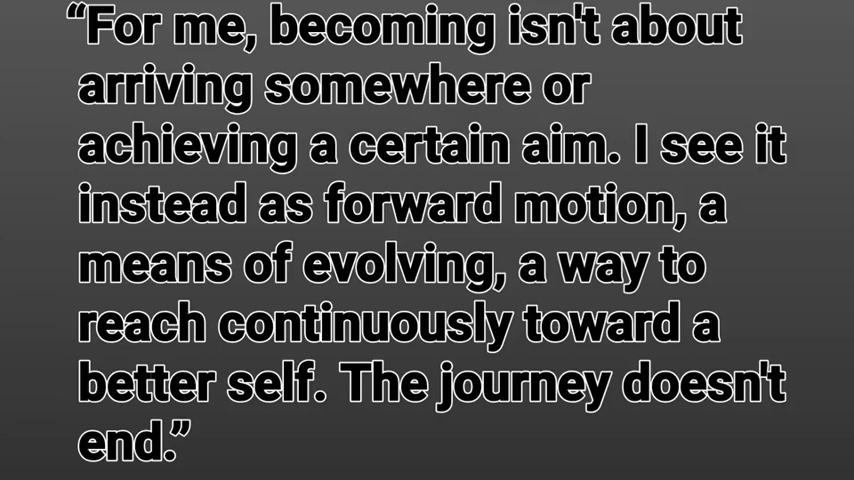 “For me, becoming isn't about
arriving somewhere or
achieving a certain aim. I see it
instead as forward motion, a
means of evolving, a way to
reach continuously toward a
better self. The journey doesn't
end.”